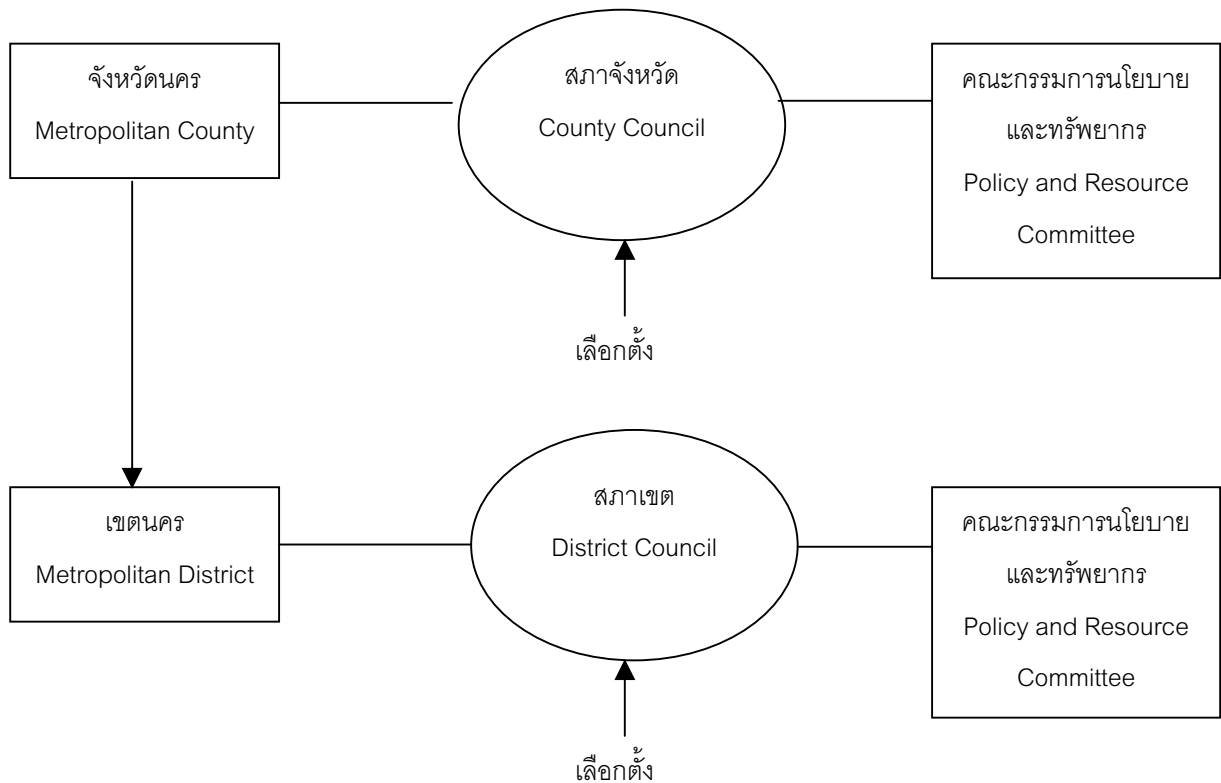 จังหวัดนคร
Metropolitan County
สภาจังหวัด
County Council
คณะกรรมการนโยบาย
และทรัพยากร
Policy and Resource
Committee
เลือกตั้ง
เขตนคร
Metropolitan District
สภาเขต
District Council
คณะกรรมการนโยบาย
และทรัพยากร
Policy and Resource
Committee
เลือกตั้ง